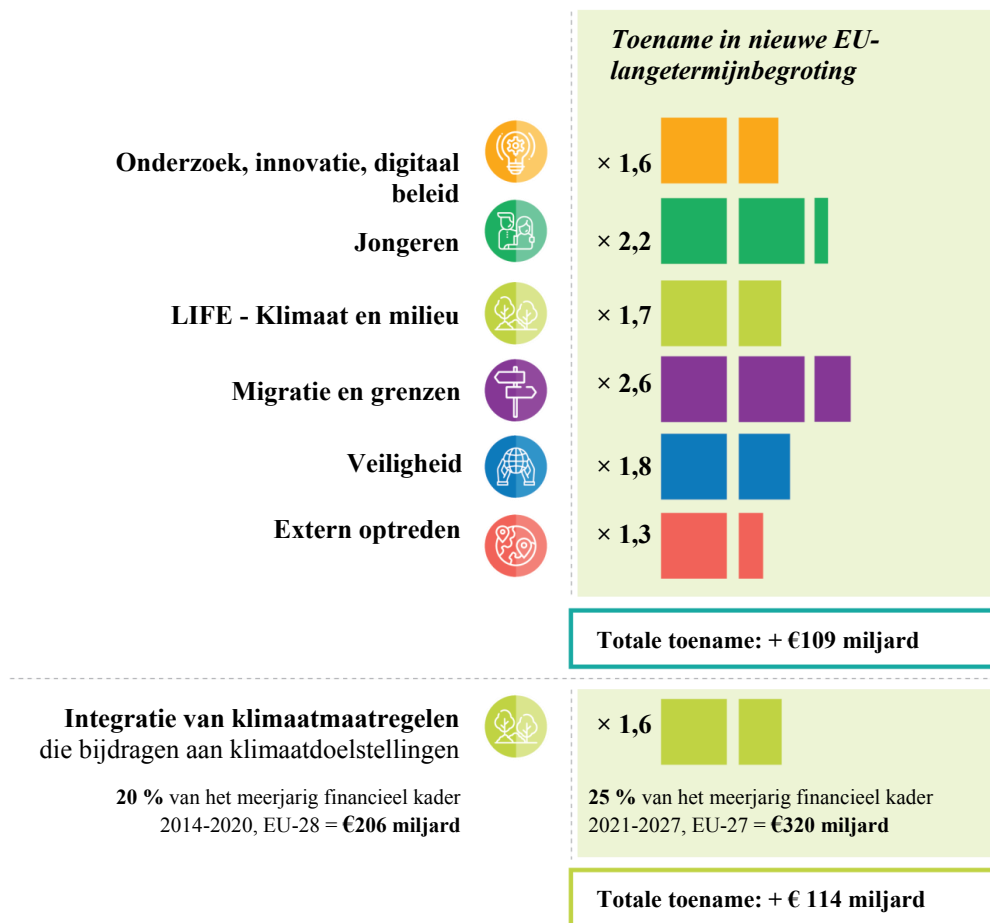 Toename in nieuwe EU-
langetermijnbegroting
Onderzoek, innovatie, digitaal
beleid
× 1,6
Jongeren
× 2,2
LIFE - Klimaat en milieu
× 1,7
Migratie en grenzen
× 2,6
Veiligheid
× 1,8
Extern optreden
× 1,3
Totale toename: + €109 miljard
Integratie van klimaatmaatregelen
die bijdragen aan klimaatdoelstellingen
× 1,6
20 % van het meerjarig financieel kader
2014-2020, EU-28 = €206 miljard
25 % van het meerjarig financieel kader
2021-2027, EU-27 = €320 miljard
Totale toename: + € 114 miljard